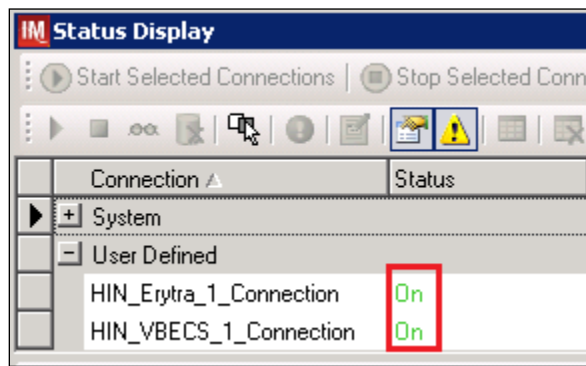 IM Status Display
Start Selected Connections Stop Selected Conn
Connection Status
System
User Defined
HIN_Erytra_1_Connection On
HIN_VBECS_1_Connection On